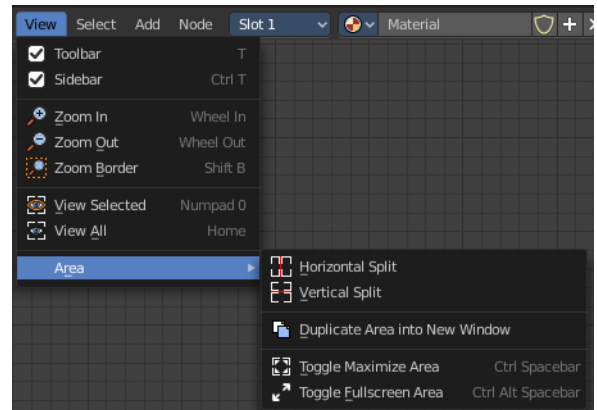 View Select Add Node Slot 1 Material
Toolbar T
Sidebar Ctrl T
Zoom In Wheel In
Zoom Out Wheel Out
Zoom Border Shift B
View Selected Numpad 0
View All Home
Area
Horizontal Split
Vertical Split
Duplicate Area into New Window
Toggle Maximize Area Ctrl Spacebar
Toggle Fullscreen Area Ctrl Alt Spacebar